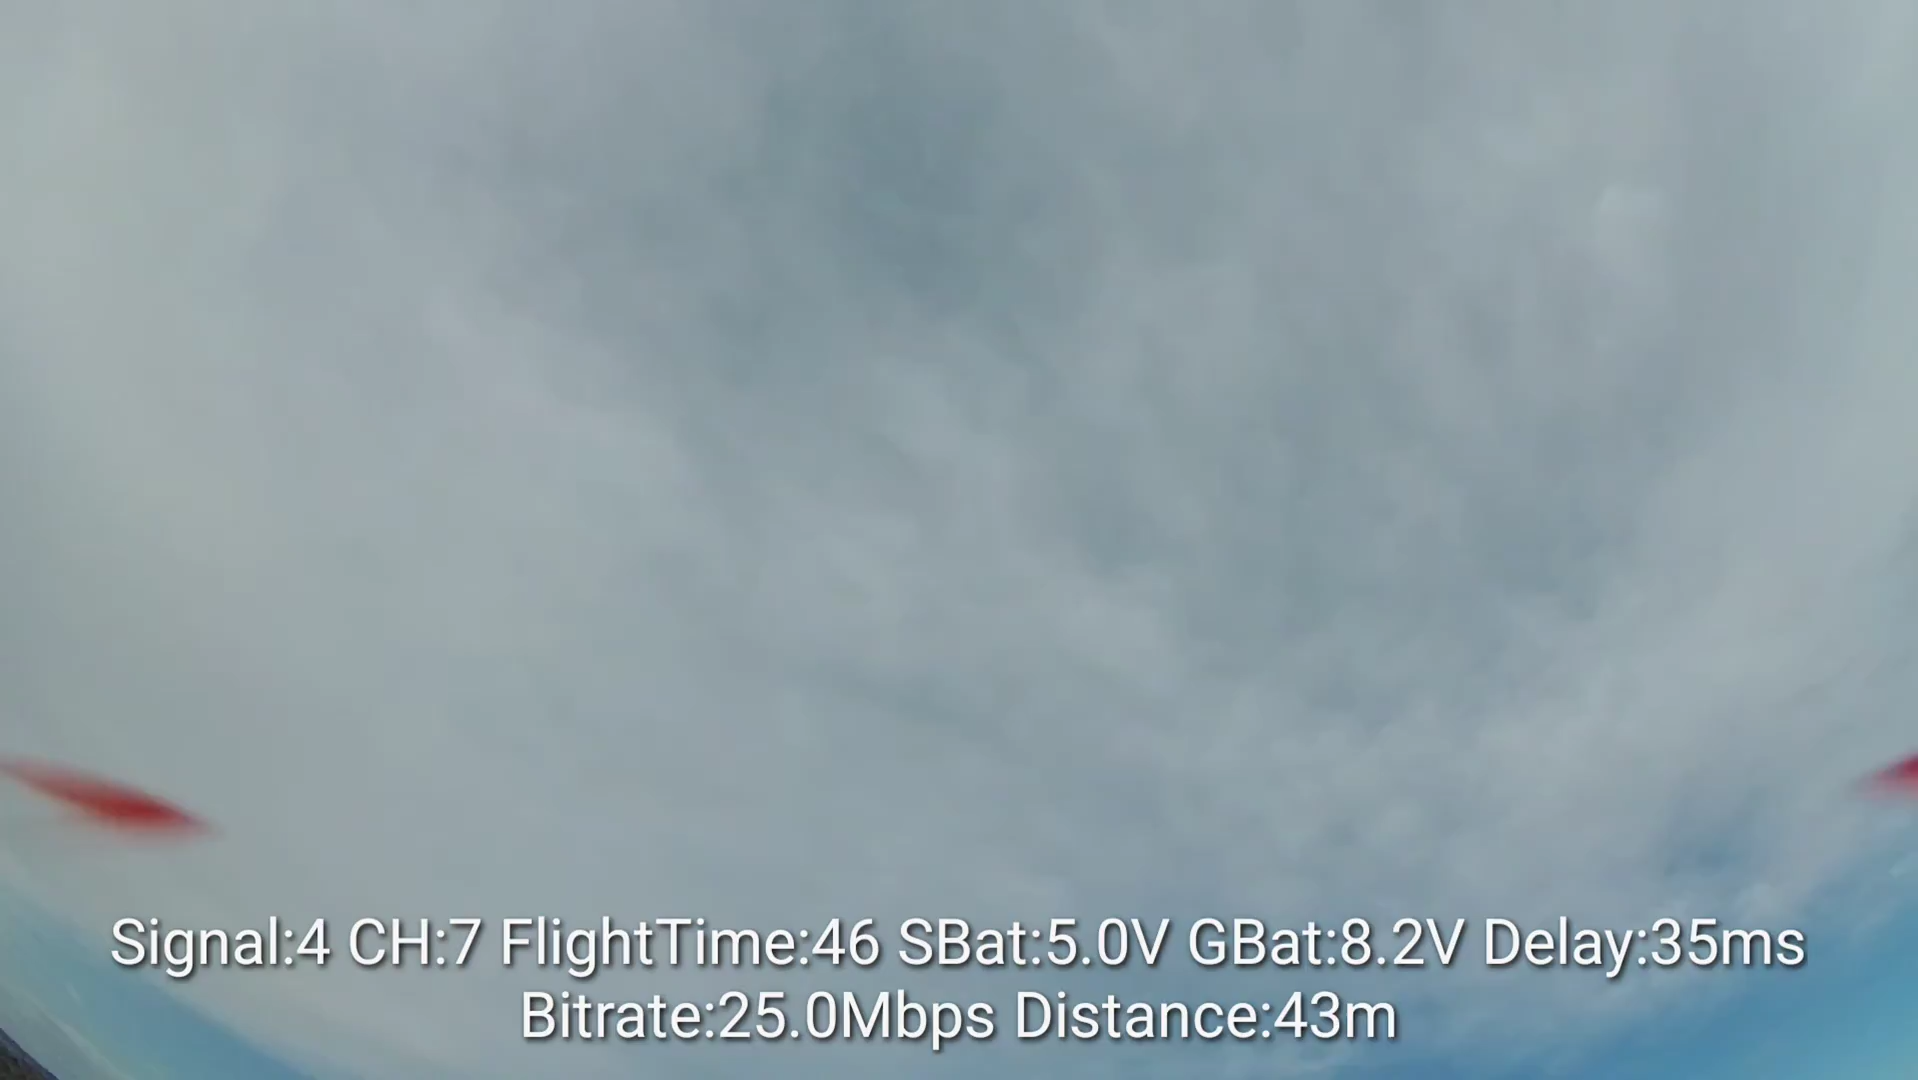 Signal:4 CH:7 FlightTime:46 SBat:5.0V GBat:8.2V Delay:35ms
Bitrate:25.0Mbps Distance:43m